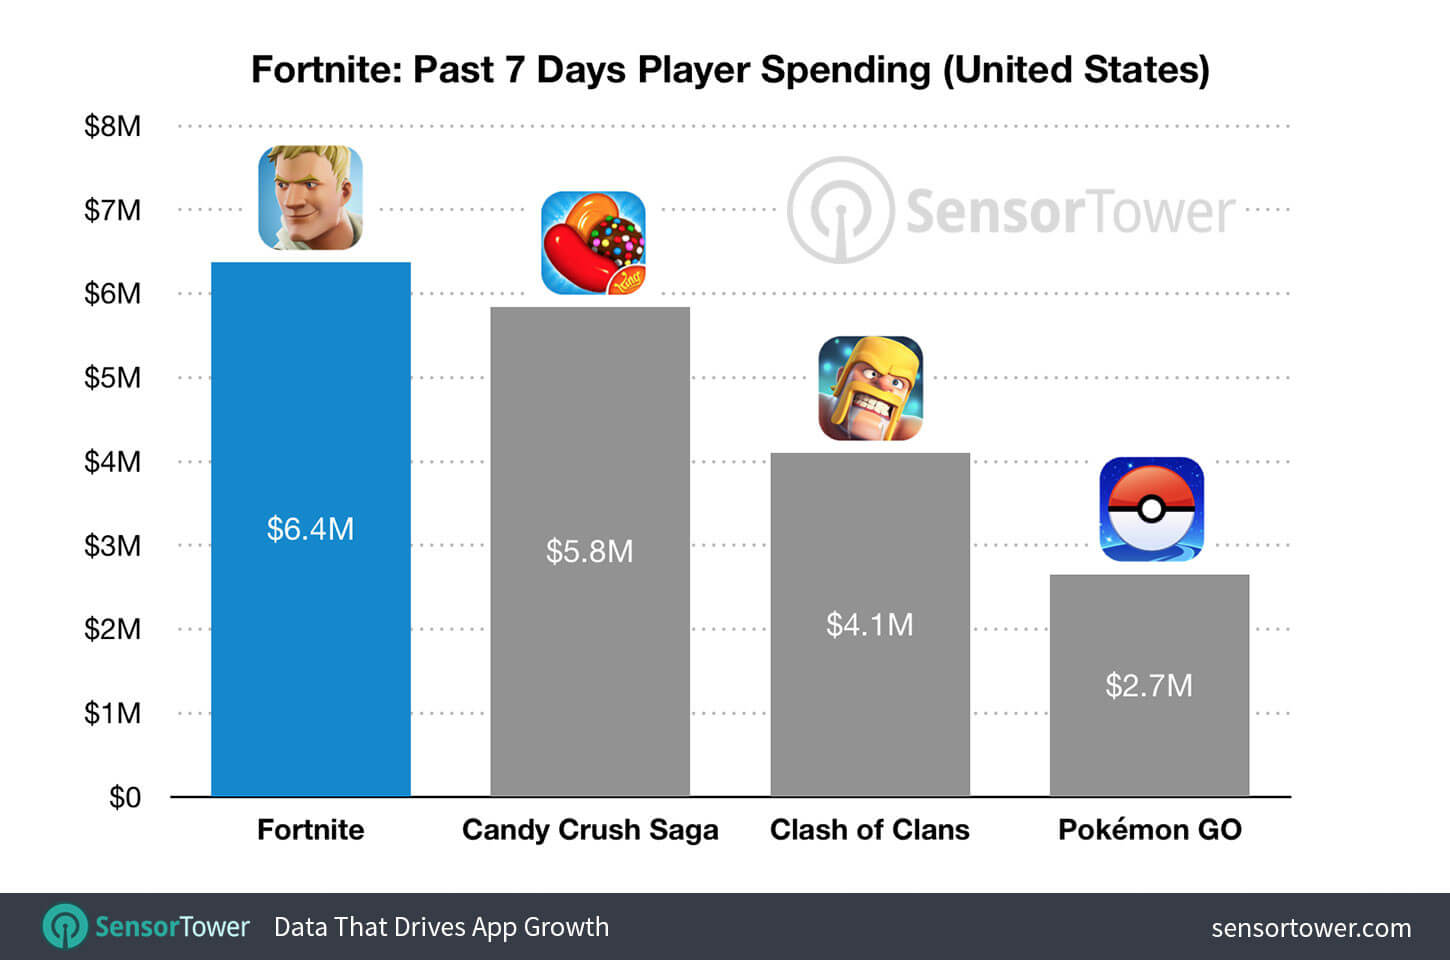 Fortnite: Past 7 Days Player Spending (United States)
$8M
$7M
$6M
$5M
$4M
$3M
$2M
$1M
$0
SensorTower
King
$6.4M
$5.8M
$4.1M
$2.7M
Fortnite
Candy Crush Saga
Clash of Clans
Pokémon GO
SensorTower
Data That Drives App Growth
sensortower.com